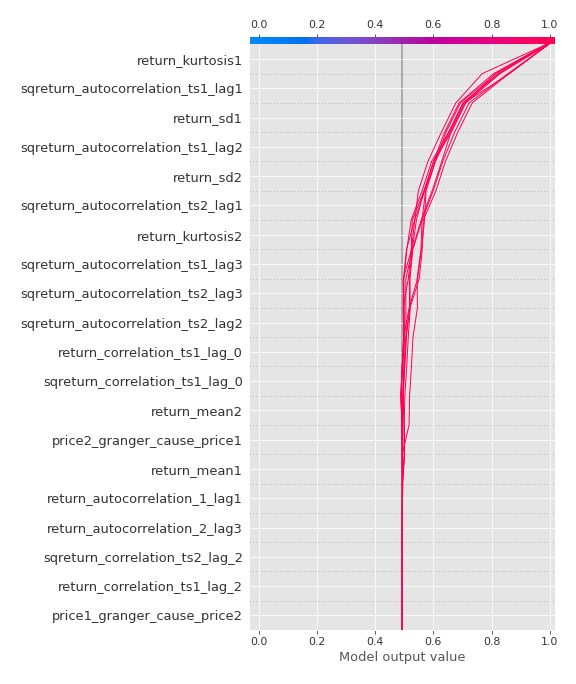 0.0 0.2 0.4 0.6 0.8 1.0
return_kurtosis1
sqreturn_autocorrelation_ts1_lag1
return_sd1
sqreturn_autocorrelation_ts1_lag2
return_sd2
sqreturn_autocorrelation_ts2_lag1
return_kurtosis2
sqreturn_autocorrelation_ts1_lag3
sqreturn_autocorrelation_ts2_lag3
sqreturn_autocorrelation_ts2_lag2
return_correlation_ts1_lag_0
sqreturn_correlation_ts1_lag_0
return_mean2
price2_granger_cause_price1
return_mean1
return_autocorrelation_1_lag1
return_autocorrelation_2_lag3
sqreturn_correlation_ts2_lag_2
return_correlation_ts1_lag_2
price1_granger_cause_price2
0.0 0.2 0.4 0.6 0.8 1.0
Model output value